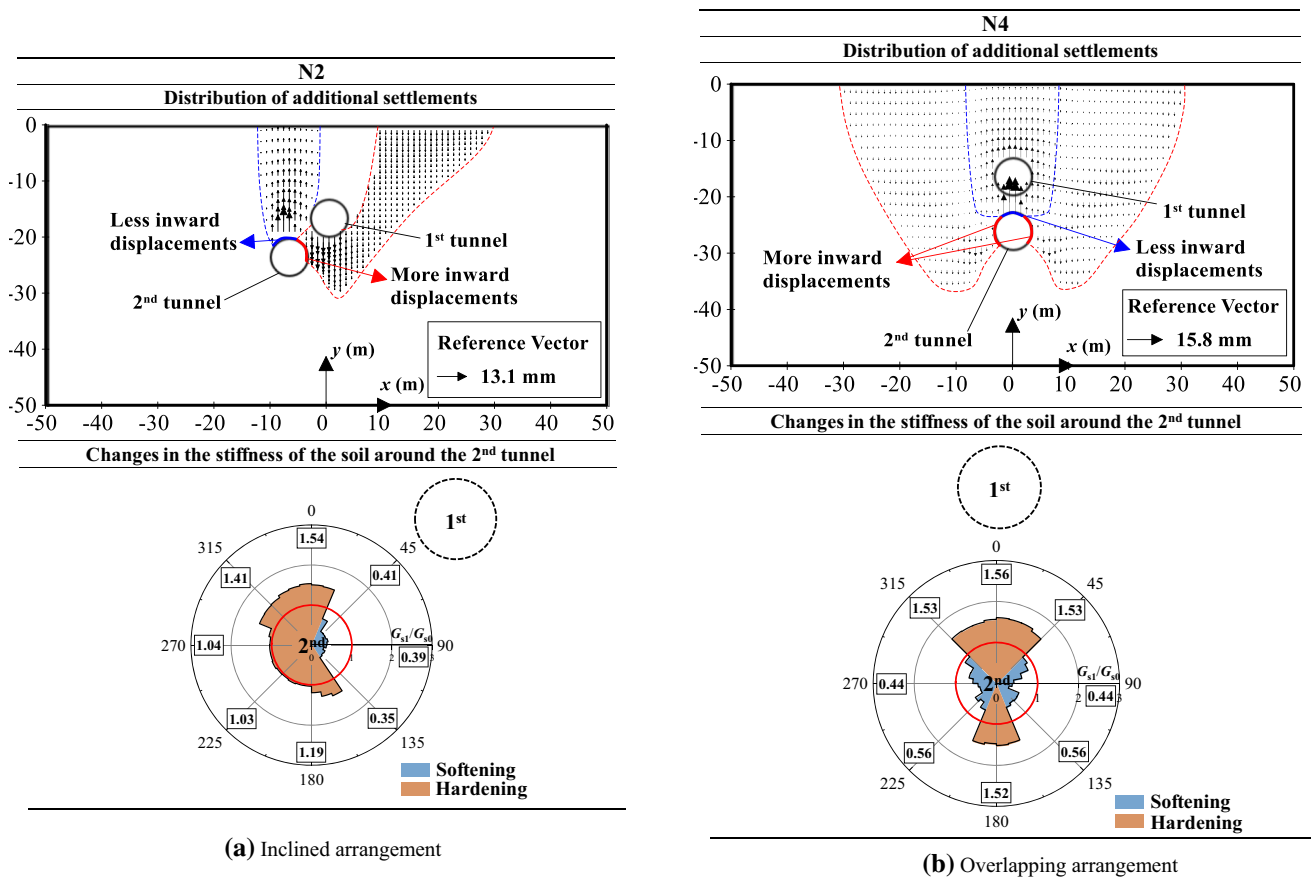 N2
Distribution of additional settlements
0
-10
-20
-30
-40
-50
-50
-40
-30
-20
-10
0
10
20
30
40
50
Less inward
displacements
1st tunnel
2nd tunnel
More inward
displacements
y (m)
x (m)
Reference Vector
13.1 mm
Changes in the stiffness of the soil around the 2nd tunnel
1st
0
45
90
135
180
225
270
315
1.54
0.41
0.39
0.35
1.19
1.03
1.04
1.41
2nd
Gs1/Gs0
0
1
2
3
Softening
Hardening
(a) Inclined arrangement
N4
Distribution of additional settlements
0
-10
-20
-30
-40
-50
-50
-40
-30
-20
-10
0
10
20
30
40
50
1st tunnel
More inward
displacements
Less inward
displacements
2nd tunnel
y (m)
x (m)
Reference Vector
15.8 mm
Changes in the stiffness of the soil around the 2nd tunnel
1st
0
45
90
135
180
225
270
315
1.56
1.53
0.44
0.56
1.52
0.56
0.44
1.53
2nd
Gs1/Gs0
0
1
2
3
Softening
Hardening
(b) Overlapping arrangement